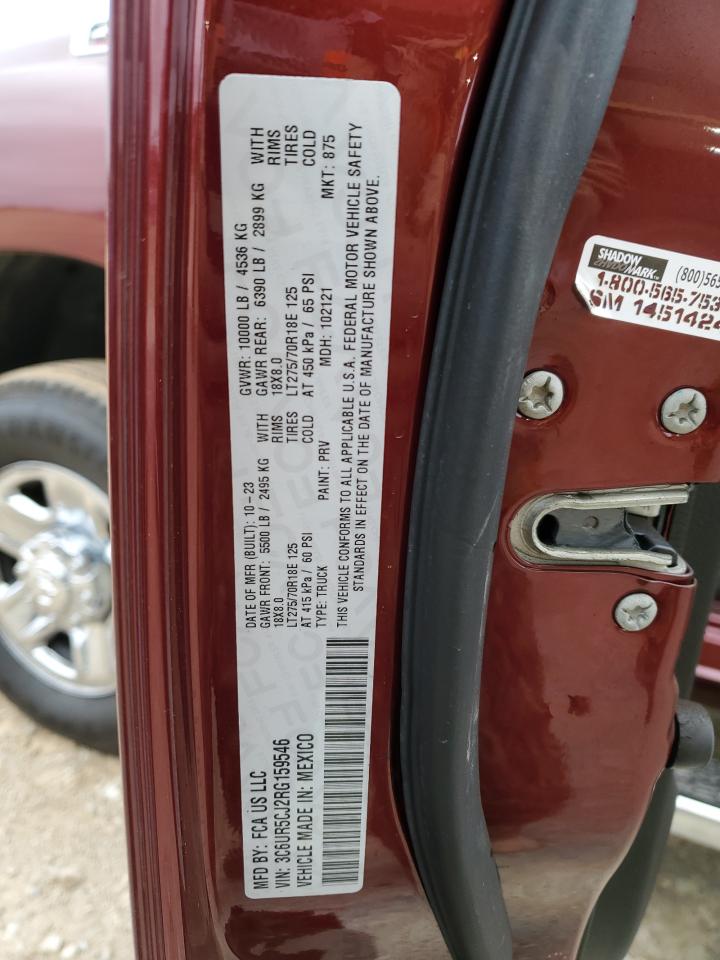 MFD BY: FCA US LLC
DATE OF MFR (BUILT): 10-23
GVWR: 10000 LB / 4536 KG
VIN: 3C6UR5CJ2RG159546
GAWR FRONT: 5500 LB / 2495 KG WITH
GAWR REAR: 6390 LB / 2899 KG WITH
VEHICLE MADE IN: MEXICO
18X8.0 RIMS
18X8.0 RIMS
LT275/70R18E 125 TIRES
LT275/70R18E 125 TIRES
AT 415 kPa / 60 PSI COLD
AT 450 kPa / 65 PSI COLD
TYPE: TRUCK PAINT: PRV MDH: 102121 MKT: 875
THIS VEHICLE CONFORMS TO ALL APPLICABLE U.S.A. FEDERAL MOTOR VEHICLE SAFETY
STANDARDS IN EFFECT ON THE DATE OF MANUFACTURE SHOWN ABOVE.
SHADOW
MARK™ (800)565
1-800-565-753
SM 1451424